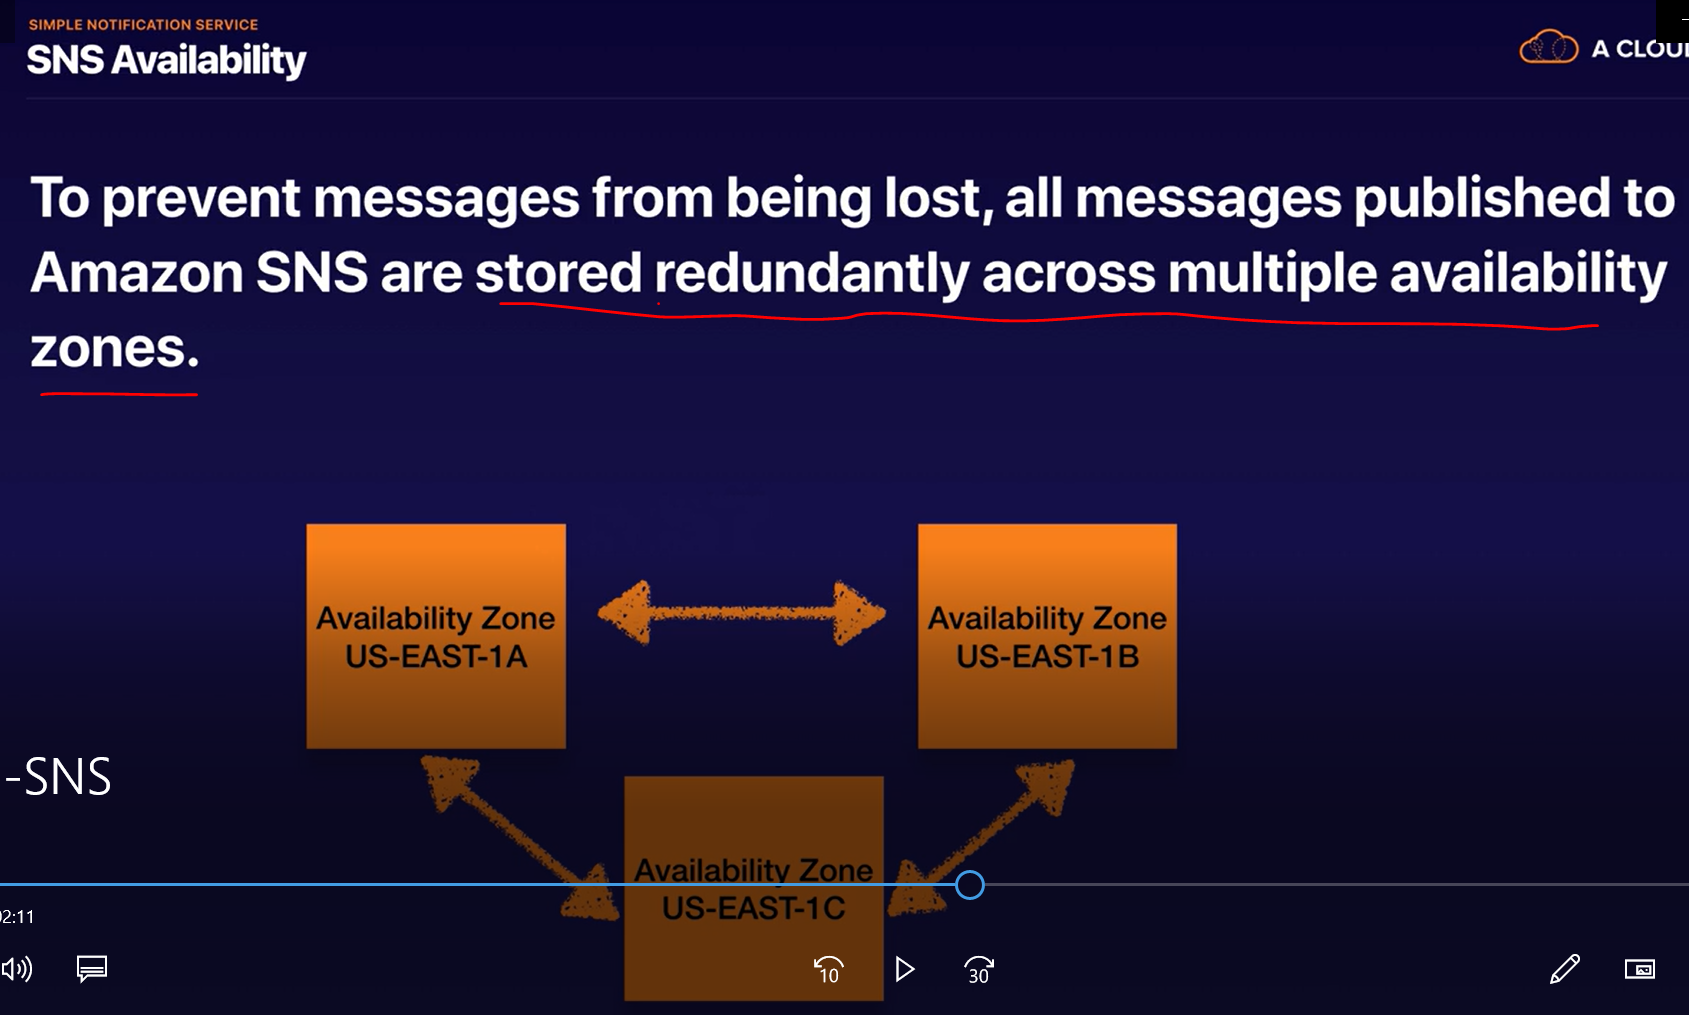 SIMPLE NOTIFICATION SERVICE
SNS Availability
A CLOU
To prevent messages from being lost, all messages published to
Amazon SNS are stored redundantly across multiple availability
zones.
Availability Zone
US-EAST-1A
Availability Zone
US-EAST-1B
-SNS
Availability Zone
US-EAST-1C
02:11
10
30